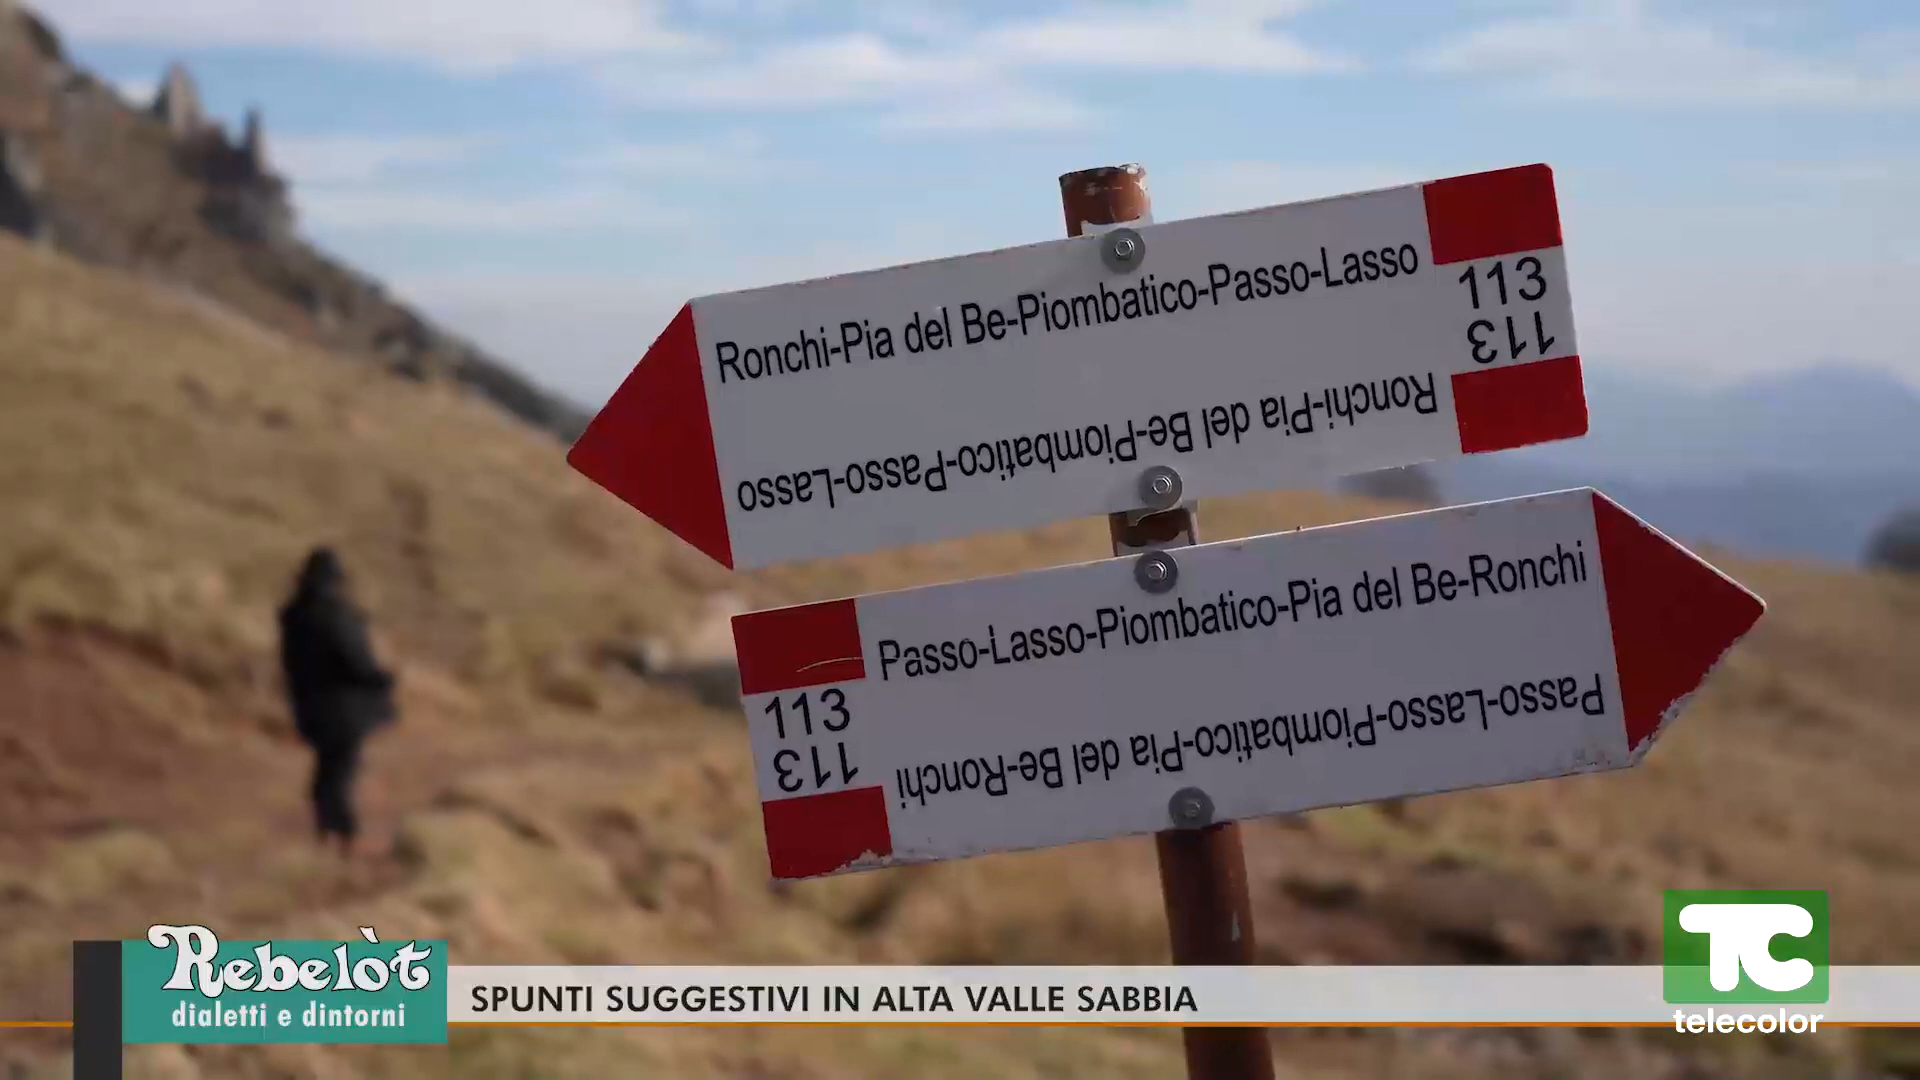 Ronchi-Pia del Be-Piombatico-Passo-Lasso
113
113
Ronchi-Pia del Be-Piombatico-Passo-Lasso
Passo-Lasso-Piombatico-Pia del Be-Ronchi
113
113
Passo-Lasso-Piombatico-Pia del Be-Ronchi
Rebelòt
dialetti e dintorni
SPUNTI SUGGESTIVI IN ALTA VALLE SABBIA
TC
telecolor